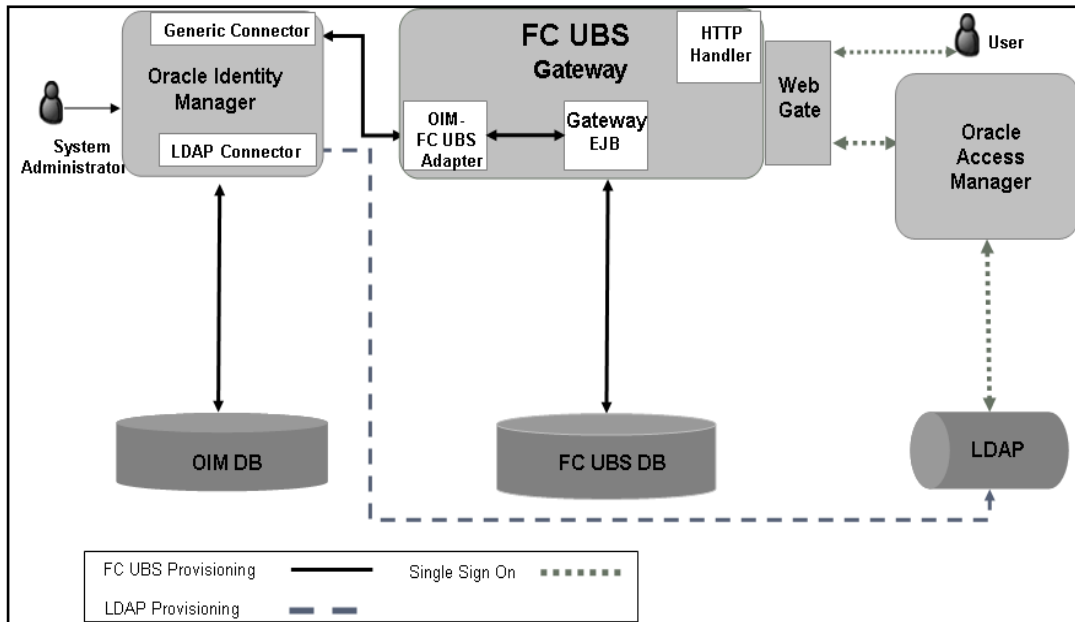 Generic Connector
Oracle Identity
Manager
LDAP Connector
System
Administrator
FC UBS
Gateway
HTTP
Handler
OIM-
FC UBS
Adapter
Gateway
EJB
Web
Gate
User
Oracle
Access
Manager
OIM DB
FC UBS DB
LDAP
FC UBS Provisioning
Single Sign On
LDAP Provisioning